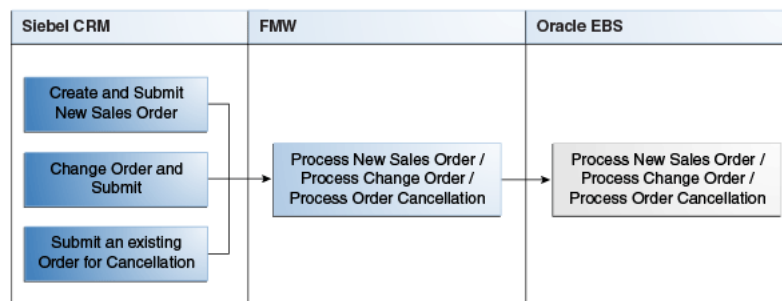 Siebel CRM
FMW
Oracle EBS
Create and Submit
New Sales Order
Change Order and
Submit
Submit an existing
Order for Cancellation
Process New Sales Order /
Process Change Order /
Process Order Cancellation
Process New Sales Order /
Process Change Order /
Process Order Cancellation